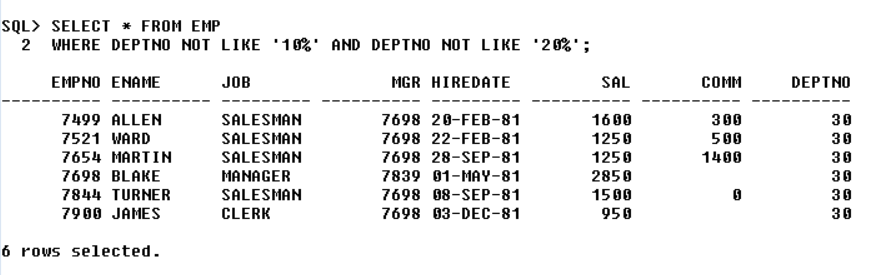 SQL> SELECT * FROM EMP
  2  WHERE DEPTNO NOT LIKE '10%' AND DEPTNO NOT LIKE '20%';
     EMPNO ENAME      JOB              MGR HIREDATE         SAL       COMM     DEPTNO
---------- ---------- --------- ---------- --------- ---------- ---------- ----------
      7499 ALLEN      SALESMAN        7698 20-FEB-81       1600        300         30
      7521 WARD       SALESMAN        7698 22-FEB-81       1250        500         30
      7654 MARTIN     SALESMAN        7698 28-SEP-81       1250       1400         30
      7698 BLAKE      MANAGER         7839 01-MAY-81       2850                    30
      7844 TURNER     SALESMAN        7698 08-SEP-81       1500          0         30
      7900 JAMES      CLERK           7698 03-DEC-81        950                    30
6 rows selected.